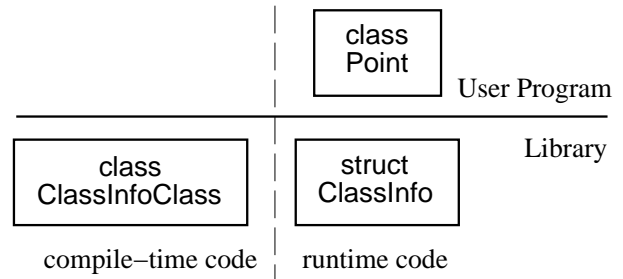 class
Point
User Program
Library
class
ClassInfoClass
struct
ClassInfo
compile−time code
runtime code